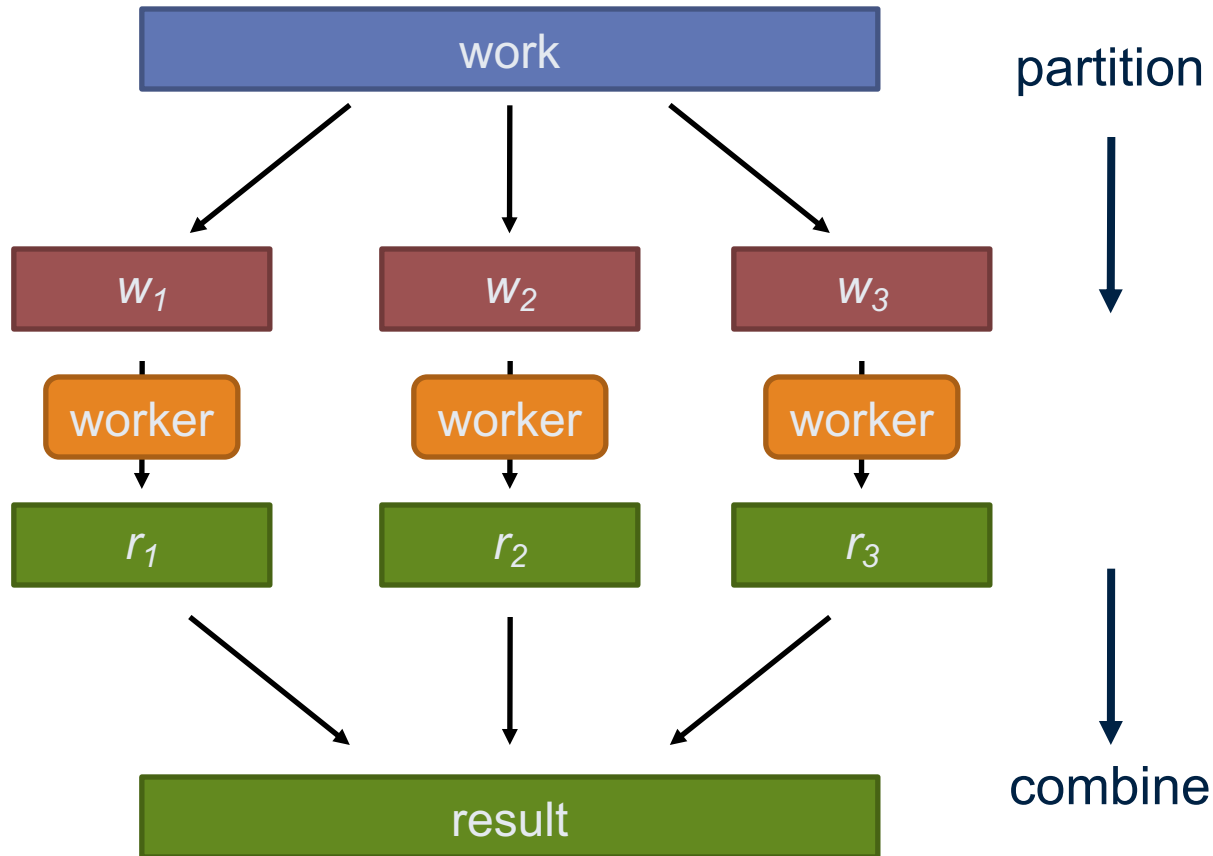 work
partition
w1
w2
w3
worker
worker
worker
r1
r2
r3
combine
result